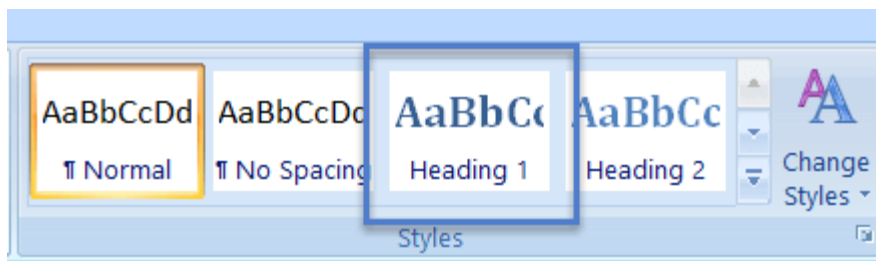 AaBbCcDd AaBbCcDc AaBbCc AaBbCc
¶ Normal ¶ No Spacing Heading 1 Heading 2
Change
Styles
Styles